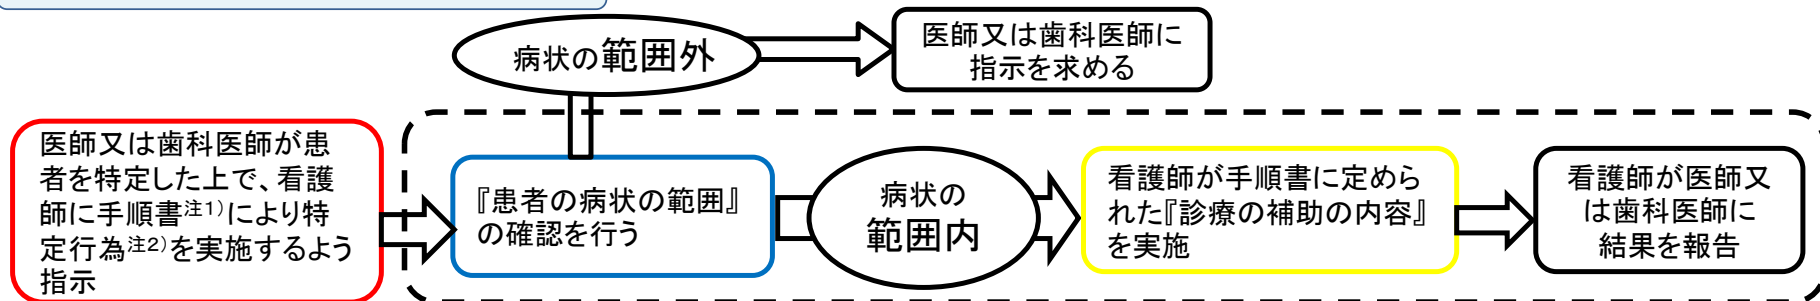 病状の範囲外
医師又は歯科医師に
指示を求める
医師又は歯科医師が患
者を特定した上で、看護
師に手順書注1)により特
定行為注2)を実施するよう
指示
『患者の病状の範囲』
の確認を行う
病状の
範囲内
看護師が手順書に定めら
れた『診療の補助の内容』
を実施
看護師が医師又
は歯科医師に
結果を報告